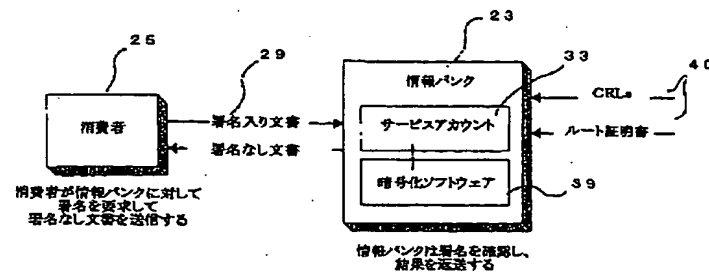 25
29
23
33
40
情報バンク
CRLs
消費者
署名入り文書
サービスアカウント
ルート証明書
署名なし文書
暗号化ソフトウェア
39
消費者が情報バンクに対して
署名を要求して
署名なし文書を送信する
情報バンクは署名を確認し、
結果を返送する